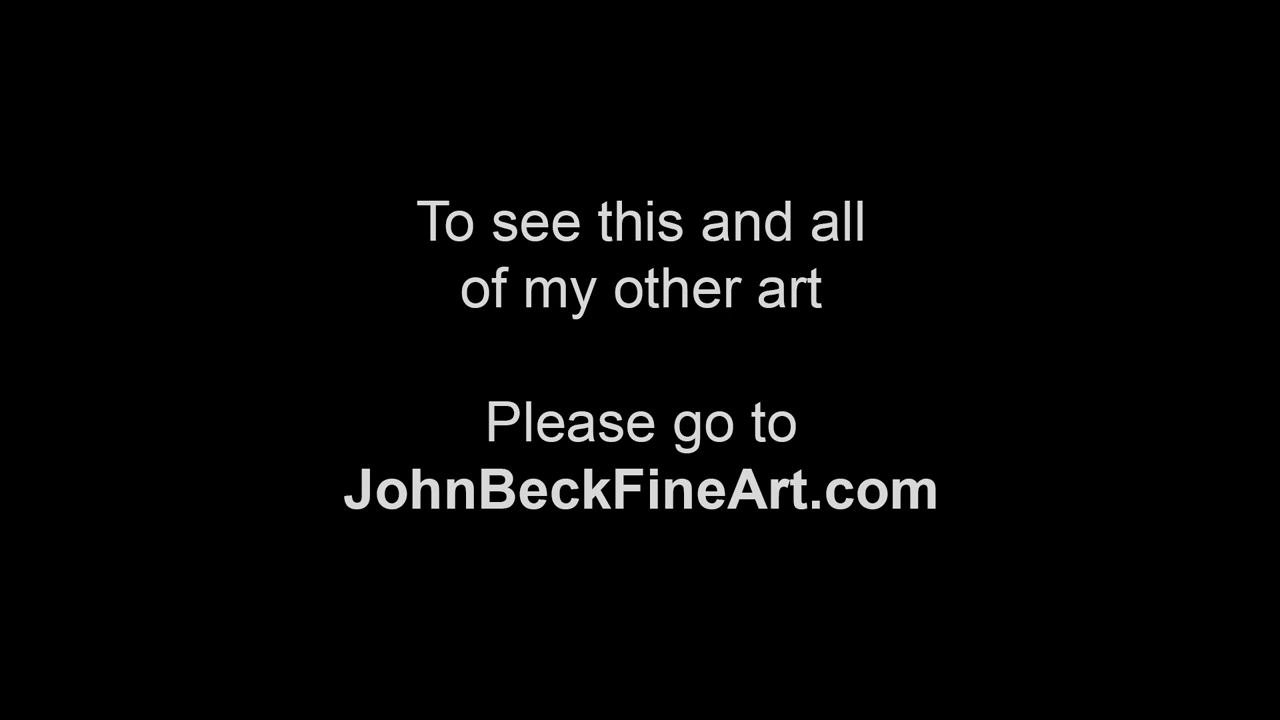 To see this and all
of my other art
Please go to
JohnBeckFineArt.com